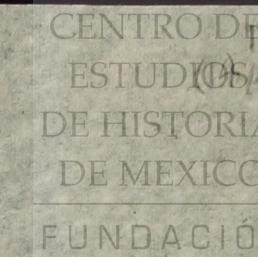 CENTRO DE
ESTUDIOS
DE HISTORIA
DE MEXICO
FUNDACIÓ